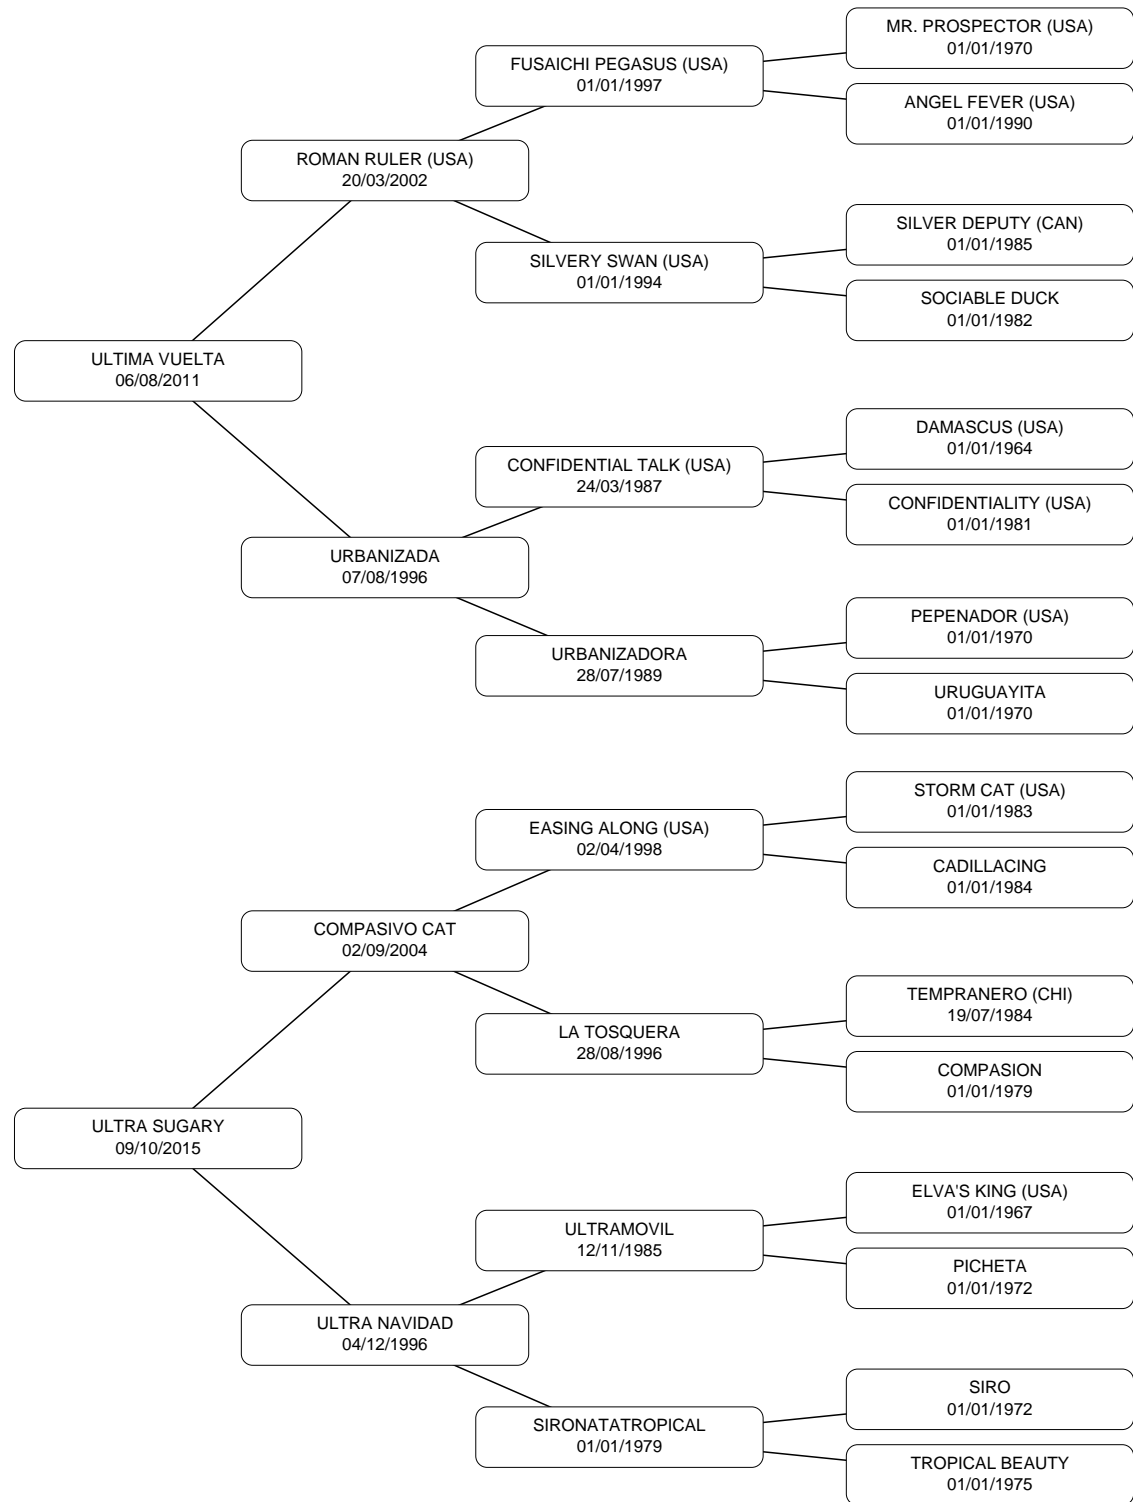 MR. PROSPECTOR (USA)
01/01/1970
FUSAICHI PEGASUS (USA)
01/01/1997
ANGEL FEVER (USA)
01/01/1990
ROMAN RULER (USA)
20/03/2002
SILVER DEPUTY (CAN)
01/01/1985
SILVERY SWAN (USA)
01/01/1994
SOCIABLE DUCK
01/01/1982
ULTIMA VUELTA
06/08/2011
DAMASCUS (USA)
01/01/1964
CONFIDENTIAL TALK (USA)
24/03/1987
CONFIDENTIALITY (USA)
01/01/1981
URBANIZADA
07/08/1996
PEPENADOR (USA)
01/01/1970
URBANIZADORA
28/07/1989
URUGUAYITA
01/01/1970
STORM CAT (USA)
01/01/1983
EASING ALONG (USA)
02/04/1998
CADILLACING
01/01/1984
COMPASIVO CAT
02/09/2004
TEMPRANERO (CHI)
19/07/1984
LA TOSQUERA
28/08/1996
COMPASION
01/01/1979
ULTRA SUGARY
09/10/2015
ELVA'S KING (USA)
01/01/1967
ULTRAMOVIL
12/11/1985
PICHETA
01/01/1972
ULTRA NAVIDAD
04/12/1996
SIRO
01/01/1972
SIRONATATROPICAL
01/01/1979
TROPICAL BEAUTY
01/01/1975